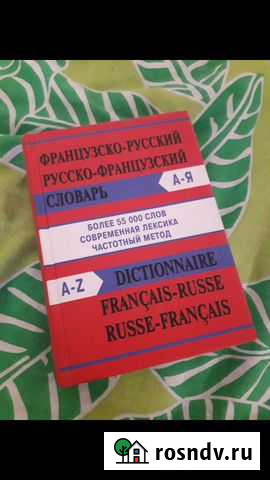 ФРАНЦУЗСКО-РУССКИЙ
РУССКО-ФРАНЦУЗСКИЙ
СЛОВАРЬ
А-Я
БОЛЕЕ 55 000 СЛОВ
СОВРЕМЕННАЯ ЛЕКСИКА
ЧАСТОТНЫЙ МЕТОД
A-Z
DICTIONNAIRE
FRANÇAIS-RUSSE
RUSSE-FRANÇAIS
rosndv.ru